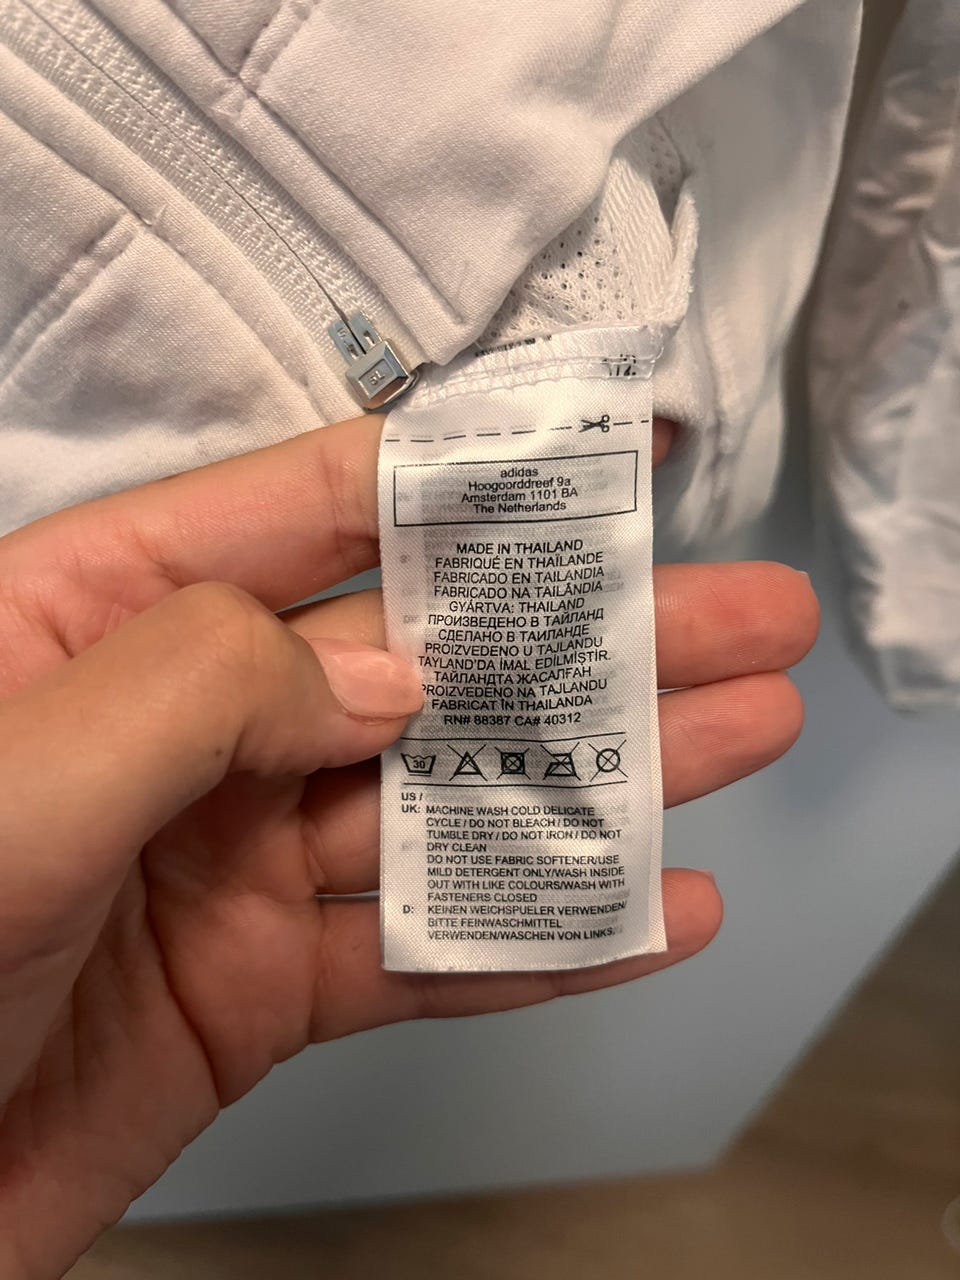 adidas
Hoogoorddreef 9a
Amsterdam 1101 BA
The Netherlands
MADE IN THAILAND
FABRIQUÉ EN THAÏLANDE
FABRICADO EN TAILANDIA
FABRICADO NA TAILÂNDIA
GYÁRTVA: THAILAND
ПРОИЗВЕДЕНО В ТАЙЛАНД
СДЕЛАНО В ТАИЛАНДЕ
PROIZVEDENO U TAJLANDU
TAYLAND'DA İMAL EDİLMİŞTİR.
ТАЙЛАНДТА ЖАСАЛҒАН
PROIZVEDENO NA TAJLANDU
FABRICAT ÎN THAILANDA
RN# 88387 CA# 40312
30
US /
UK: MACHINE WASH COLD DELICATE
CYCLE / DO NOT BLEACH / DO NOT
TUMBLE DRY / DO NOT IRON / DO NOT
DRY CLEAN
DO NOT USE FABRIC SOFTENER/USE
MILD DETERGENT ONLY/WASH INSIDE
OUT WITH LIKE COLOURS/WASH WITH
FASTENERS CLOSED
D: KEINEN WEICHSPUELER VERWENDEN/
BITTE FEINWASCHMITTEL
VERWENDEN/WASCHEN VON LINKS.